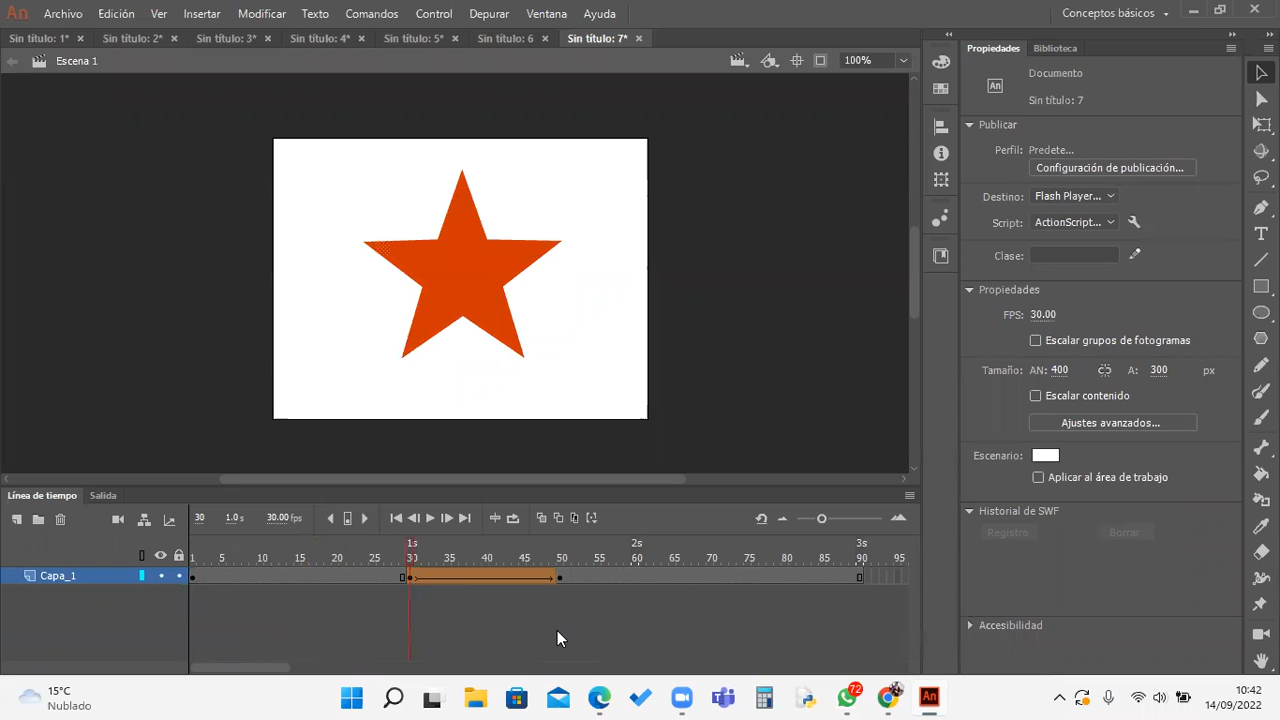 An Archivo Edición Ver Insertar Modificar Texto Comandos Control Depurar Ventana Ayuda Conceptos básicos
Sin título: 1* Sin título: 2* Sin título: 3* Sin título: 4* Sin título: 5* Sin título: 6 Sin título: 7*
Propiedades Biblioteca
Escena 1 100%
Documento
An
Sin título: 7
Publicar
Perfil: Predete...
Configuración de publicación...
Destino: Flash Player...
Script: ActionScript...
Clase:
Propiedades
FPS: 30.00
Escalar grupos de fotogramas
Tamaño: AN: 400 A: 300 px
Escalar contenido
Ajustes avanzados...
Escenario:
Aplicar al área de trabajo
Historial de SWF
Registro Borrar
Accesibilidad
Línea de tiempo Salida
30 1.0 s 30.00 fps
1s 2s 3s
1 5 10 15 20 25 30 35 40 45 50 55 60 65 70 75 80 85 90 95
Capa_1
15°C
Nublado
72
An
10:42
14/09/2022